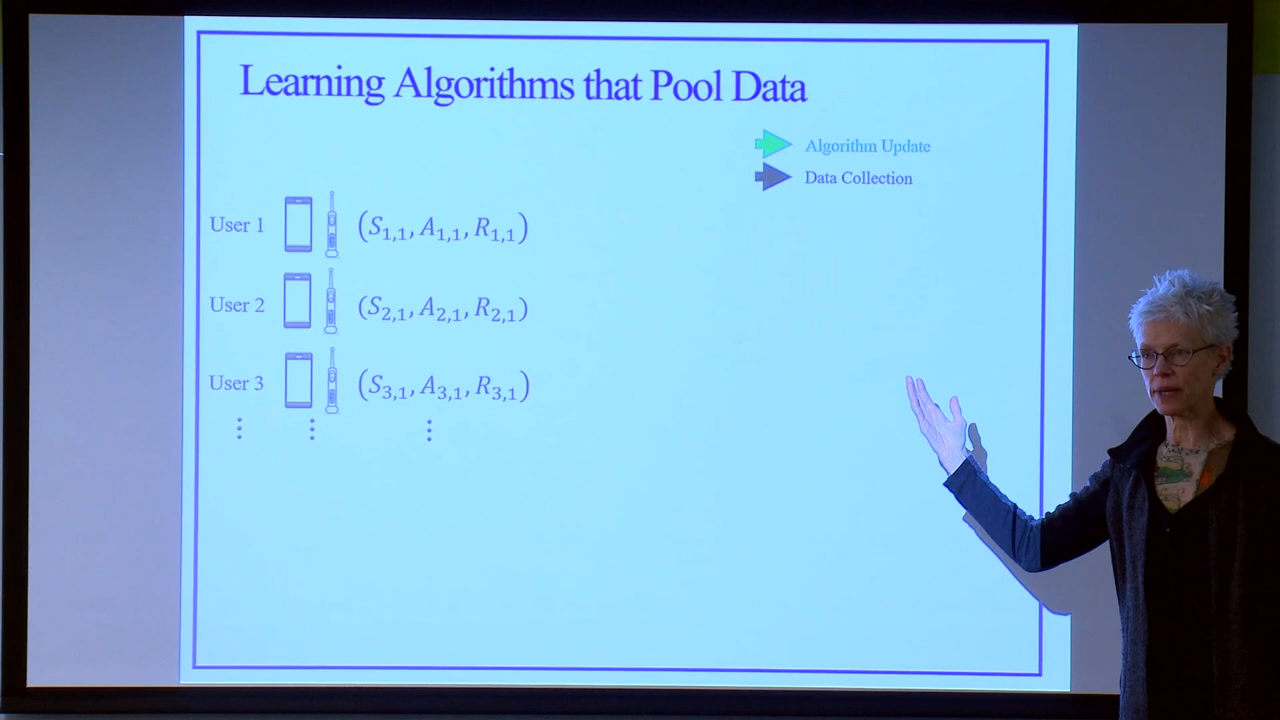 Learning Algorithms that Pool Data
Algorithm Update
Data Collection
User 1 (S₁,₁, A₁,₁, R₁,₁)
User 2 (S₂,₁, A₂,₁, R₂,₁)
User 3 (S₃,₁, A₃,₁, R₃,₁)